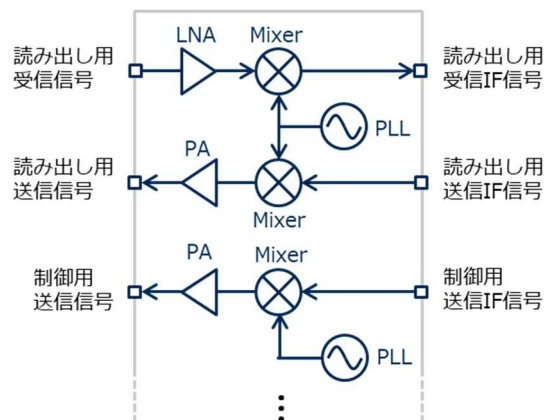 LNA
Mixer
読み出し用
受信信号
読み出し用
受信IF信号
PLL
PA
読み出し用
送信信号
読み出し用
送信IF信号
Mixer
PA
Mixer
制御用
送信信号
制御用
送信IF信号
PLL